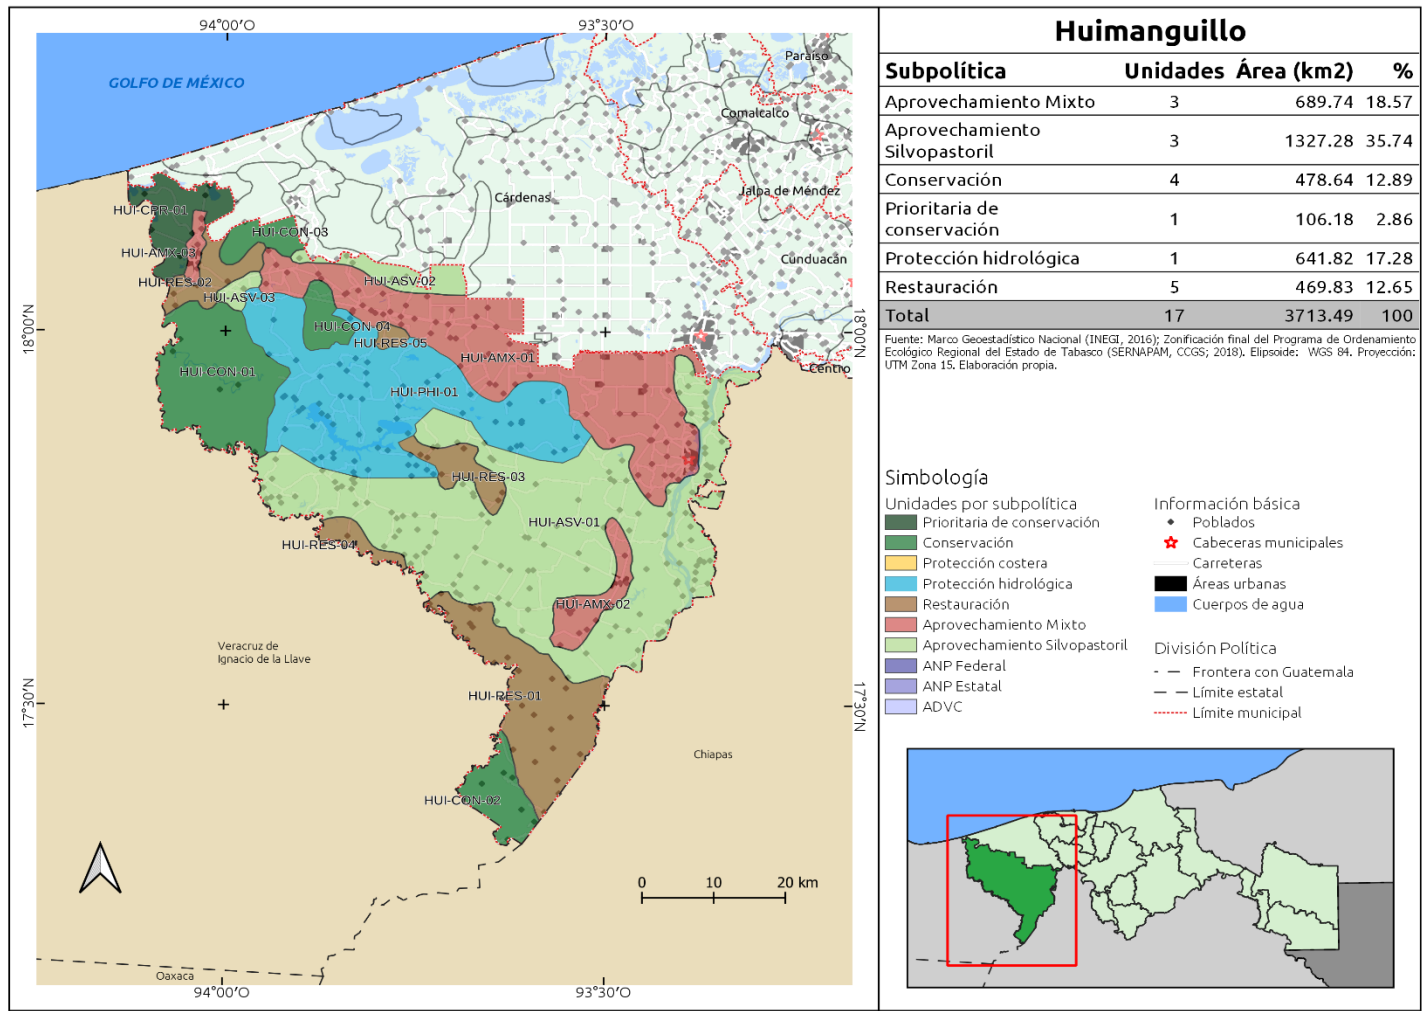 94°00'O
93°30'O
GOLFO DE MÉXICO
Paraíso
Comalcalco
Jalpa de Méndez
Cárdenas
Cunduacán
Centro
HUI-CPR-01
HUI-CON-03
HUI-AMX-03
HUI-RES-02
HUI-ASV-02
HUI-ASV-03
HUI-CON-04
HUI-RES-05
HUI-AMX-01
HUI-CON-01
HUI-PHI-01
HUI-RES-03
HUI-ASV-01
HUI-RES-04
HUI-AMX-02
HUI-RES-01
HUI-CON-02
18°00'N
18°00'N
17°30'N
17°30'N
Veracruz de
Ignacio de la Llave
Chiapas
Oaxaca
0 10 20 km
94°00'O
93°30'O
Huimanguillo
Subpolítica Unidades Área (km2) %
Aprovechamiento Mixto 3 689.74 18.57
Aprovechamiento
Silvopastoril 3 1327.28 35.74
Conservación 4 478.64 12.89
Prioritaria de
conservación 1 106.18 2.86
Protección hidrológica 1 641.82 17.28
Restauración 5 469.83 12.65
Total 17 3713.49 100
Fuente: Marco Geoestadístico Nacional (INEGI, 2016); Zonificación final del Programa de Ordenamiento
Ecológico Regional del Estado de Tabasco (SERNAPAM, CCGS; 2018). Elipsoide: WGS 84. Proyección:
UTM Zona 15. Elaboración propia.
Simbología
Unidades por subpolítica
Prioritaria de conservación
Conservación
Protección costera
Protección hidrológica
Restauración
Aprovechamiento Mixto
Aprovechamiento Silvopastoril
ANP Federal
ANP Estatal
ADVC
Información básica
Poblados
Cabeceras municipales
Carreteras
Áreas urbanas
Cuerpos de agua
División Política
Frontera con Guatemala
Límite estatal
Límite municipal